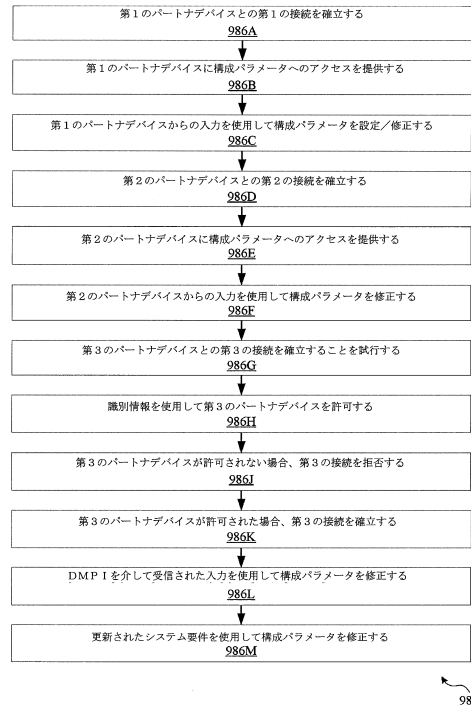 第1のパートナデバイスとの第1の接続を確立する
986A
第1のパートナデバイスに構成パラメータへのアクセスを提供する
986B
第1のパートナデバイスからの入力を使用して構成パラメータを設定／修正する
986C
第2のパートナデバイスとの第2の接続を確立する
986D
第2のパートナデバイスに構成パラメータへのアクセスを提供する
986E
第2のパートナデバイスからの入力を使用して構成パラメータを修正する
986F
第3のパートナデバイスとの第3の接続を確立することを試行する
986G
識別情報を使用して第3のパートナデバイスを許可する
986H
第3のパートナデバイスが許可されない場合、第3の接続を拒否する
986J
第3のパートナデバイスが許可された場合、第3の接続を確立する
986K
DMPIを介して受信された入力を使用して構成パラメータを修正する
986L
更新されたシステム要件を使用して構成パラメータを修正する
986M
98